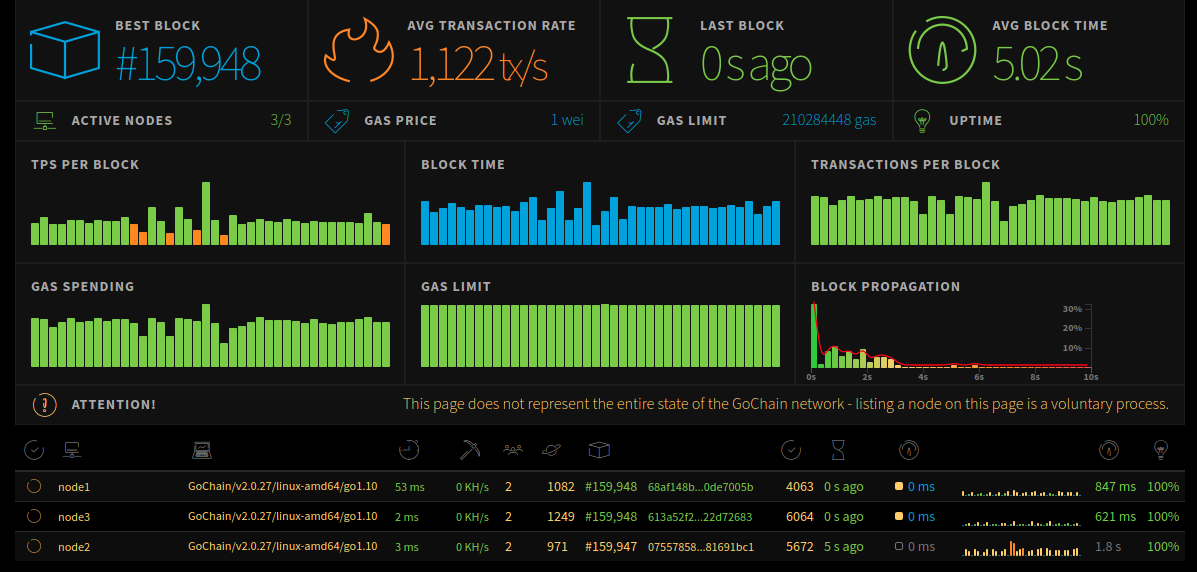 BEST BLOCK
#159,948
AVG TRANSACTION RATE
1,122 tx/s
LAST BLOCK
0 s ago
AVG BLOCK TIME
5.02 s
ACTIVE NODES 3/3
GAS PRICE 1 wei
GAS LIMIT 210284448 gas
UPTIME 100%
TPS PER BLOCK
BLOCK TIME
TRANSACTIONS PER BLOCK
GAS SPENDING
GAS LIMIT
BLOCK PROPAGATION
30%
20%
10%
0s 2s 4s 6s 8s 10s
ATTENTION! This page does not represent the entire state of the GoChain network - listing a node on this page is a voluntary process.
node1 GoChain/v2.0.27/linux-amd64/go1.10 53 ms 0 KH/s 2 1082 #159,948 68af148b...0de7005b 4063 0 s ago 0 ms 847 ms 100%
node3 GoChain/v2.0.27/linux-amd64/go1.10 2 ms 0 KH/s 2 1249 #159,948 613a52f2...22d72683 6064 0 s ago 0 ms 621 ms 100%
node2 GoChain/v2.0.27/linux-amd64/go1.10 3 ms 0 KH/s 2 971 #159,947 07557858...81691bc1 5672 5 s ago 0 ms 1.8 s 100%